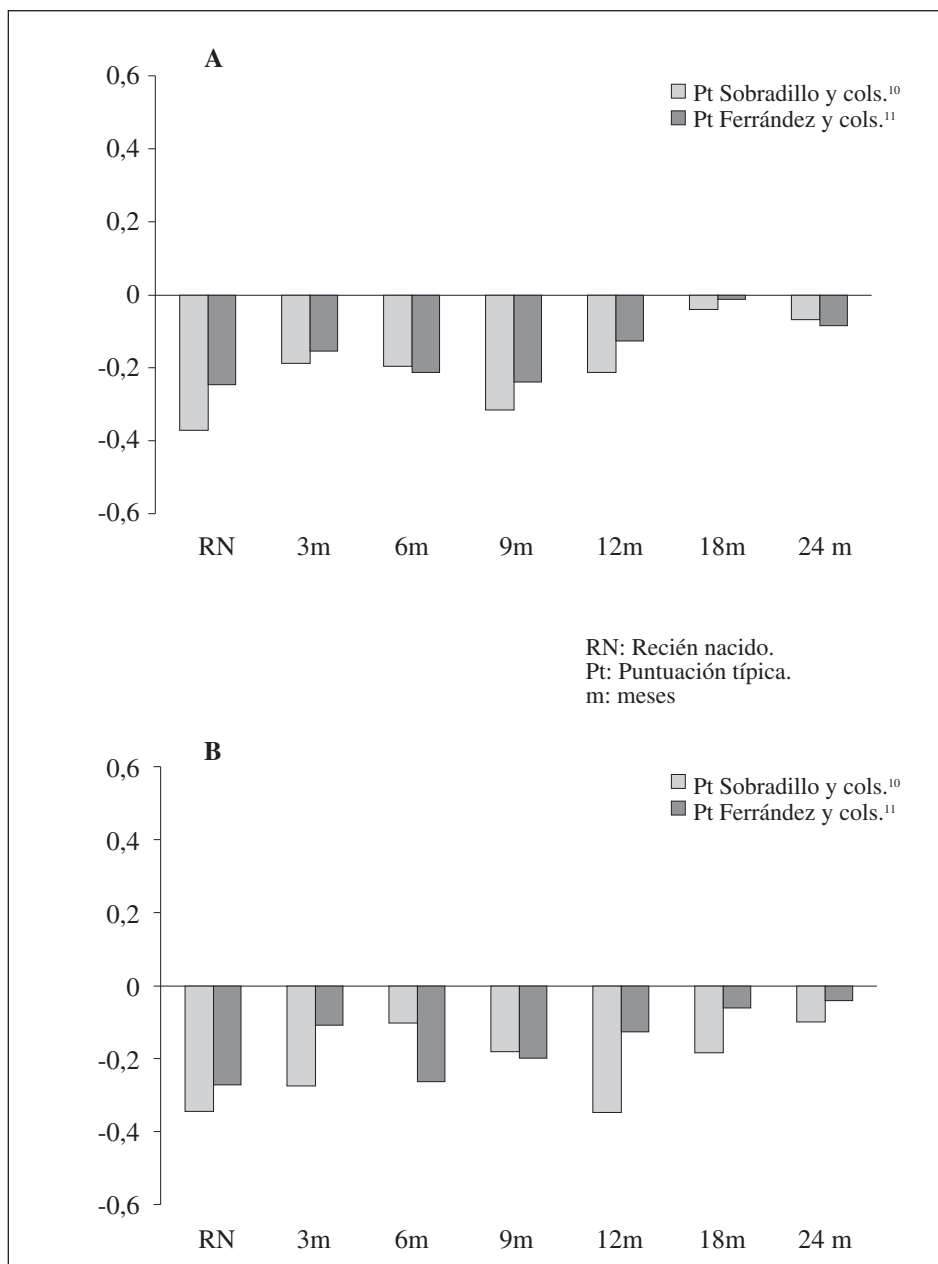 A
0,6
0,4
0,2
0
-0,2
-0,4
-0,6
Pt Sobradillo y cols.¹⁰
Pt Ferrández y cols.¹¹
RN 3m 6m 9m 12m 18m 24 m
RN: Recién nacido.
Pt: Puntuación típica.
m: meses
B
0,6
0,4
0,2
0
-0,2
-0,4
-0,6
Pt Sobradillo y cols.¹⁰
Pt Ferrández y cols.¹¹
RN 3m 6m 9m 12m 18m 24 m